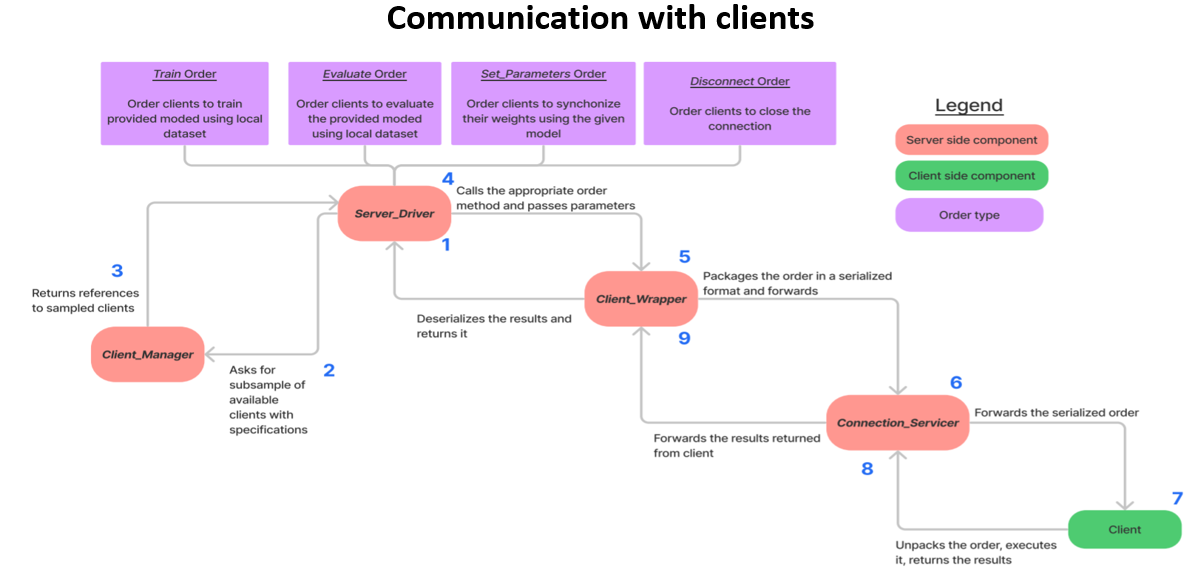 Communication with clients
Train Order
Order clients to train
provided moded using local
dataset
Evaluate Order
Order clients to evaluate
the provided moded
using local dataset
Set_Parameters Order
Order clients to synchonize
their weights using the given
model
Disconnect Order
Order clients to close the
connection
Legend
Server side component
Client side component
Order type
4
Calls the appropriate order
method and passes parameters
Server_Driver
1
3
Returns references
to sampled clients
Client_Manager
2
Asks for
subsample of
available
clients with
specifications
5
Packages the order in a serialized
format and forwards
Client_Wrapper
Deserializes the results and
returns it
9
6
Forwards the serialized order
Connection_Servicer
Forwards the results returned
from client
8
7
Client
Unpacks the order, executes
it, returns the results